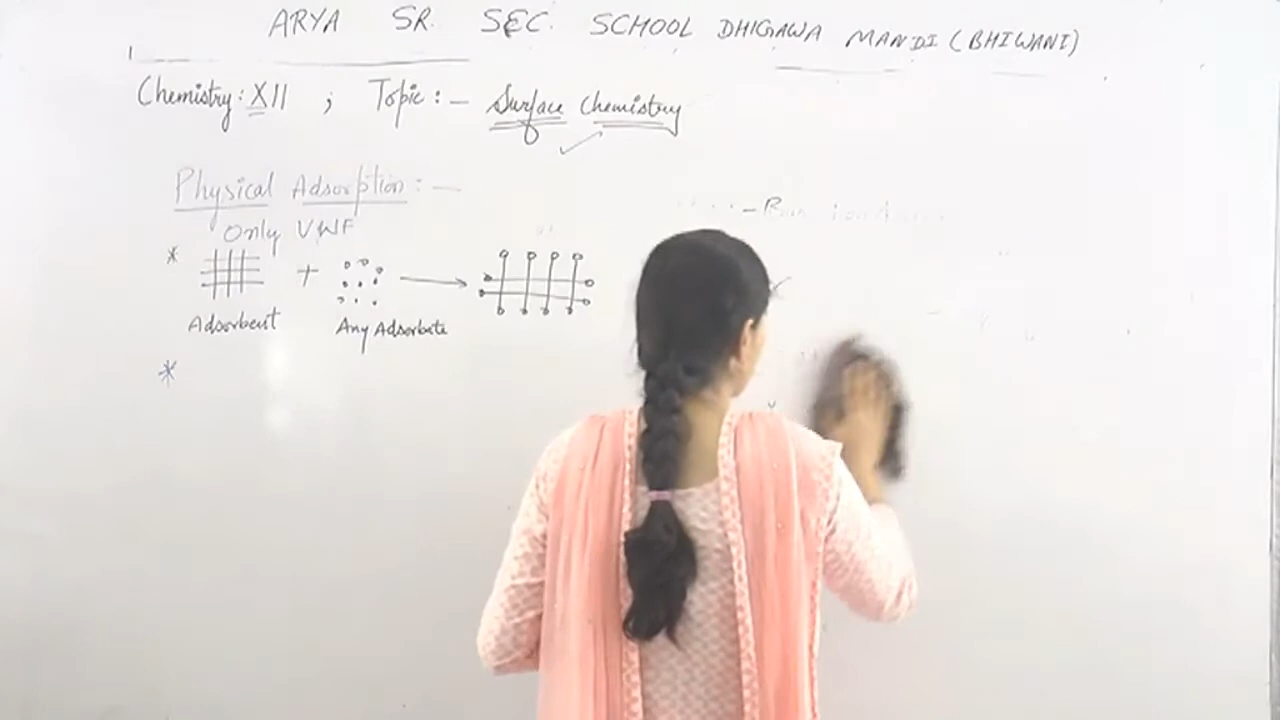 ARYA SR. SEC. SCHOOL DHIGAWA MANDI (BHIWANI)
Chemistry: XII ; Topic :- Surface Chemistry
Physical Adsorption :-
Only VWF
* + →
Adsorbent Any Adsorbate
*